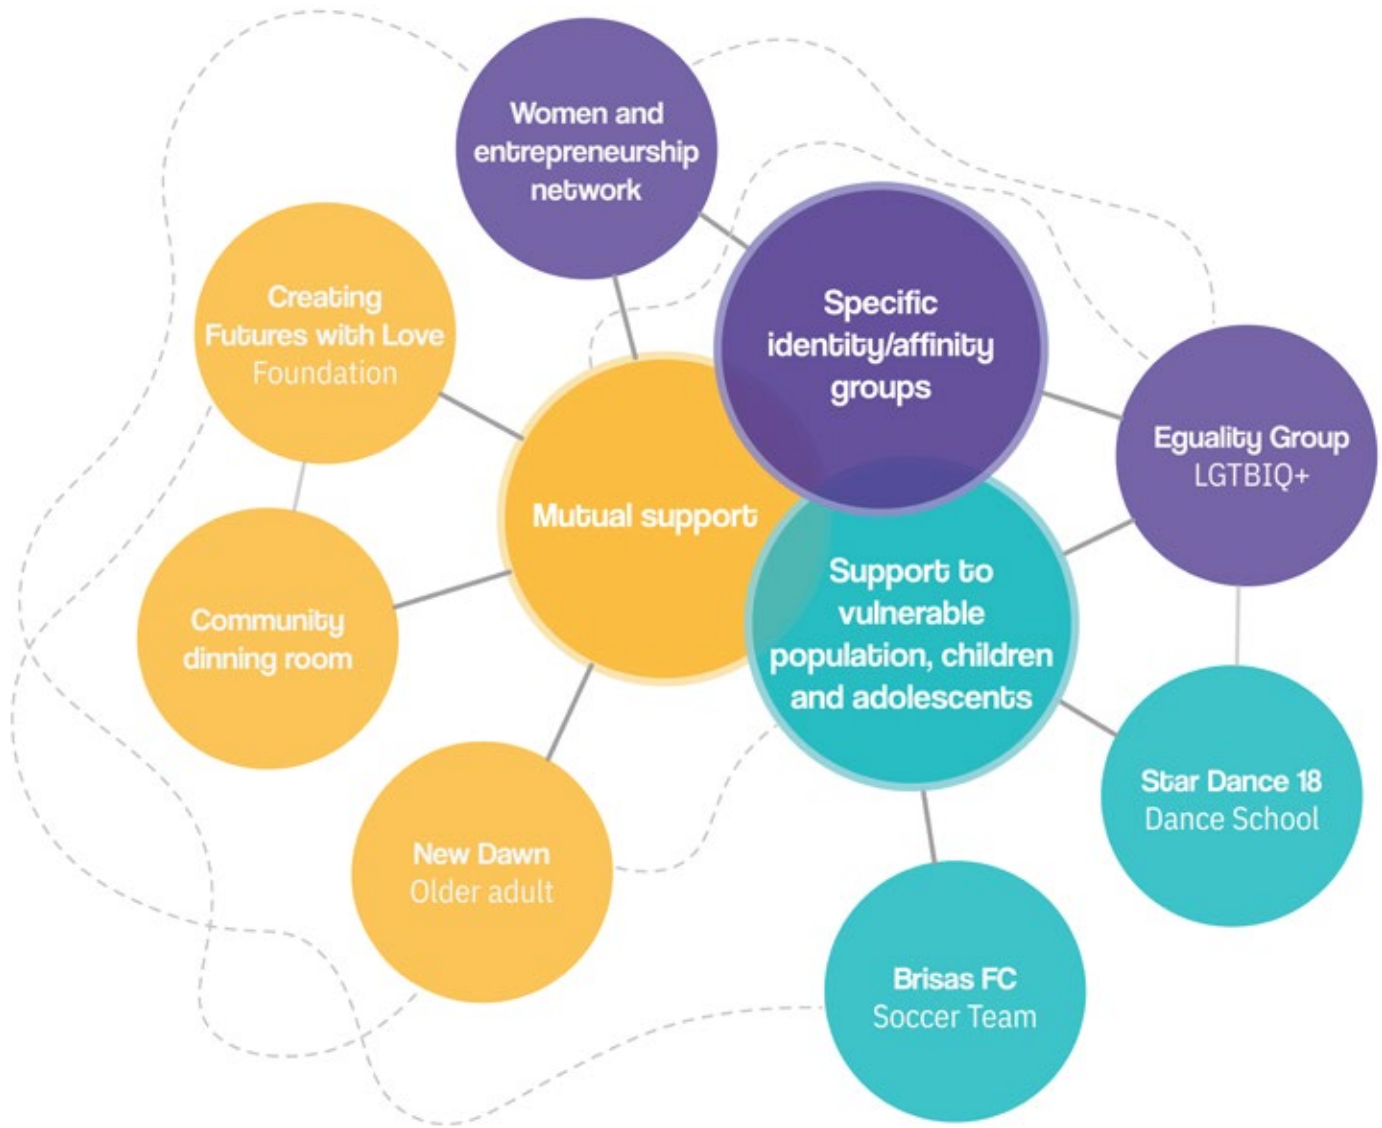 Women and
entrepreneurship
network
Creating
Futures with Love
Foundation
Specific
identity/affinity
groups
Eguality Group
LGTBIQ+
Mutual support
Support to
vulnerable
population, children
and adolescents
Community
dinning room
Star Dance 18
Dance School
New Dawn
Older adult
Brisas FC
Soccer Team